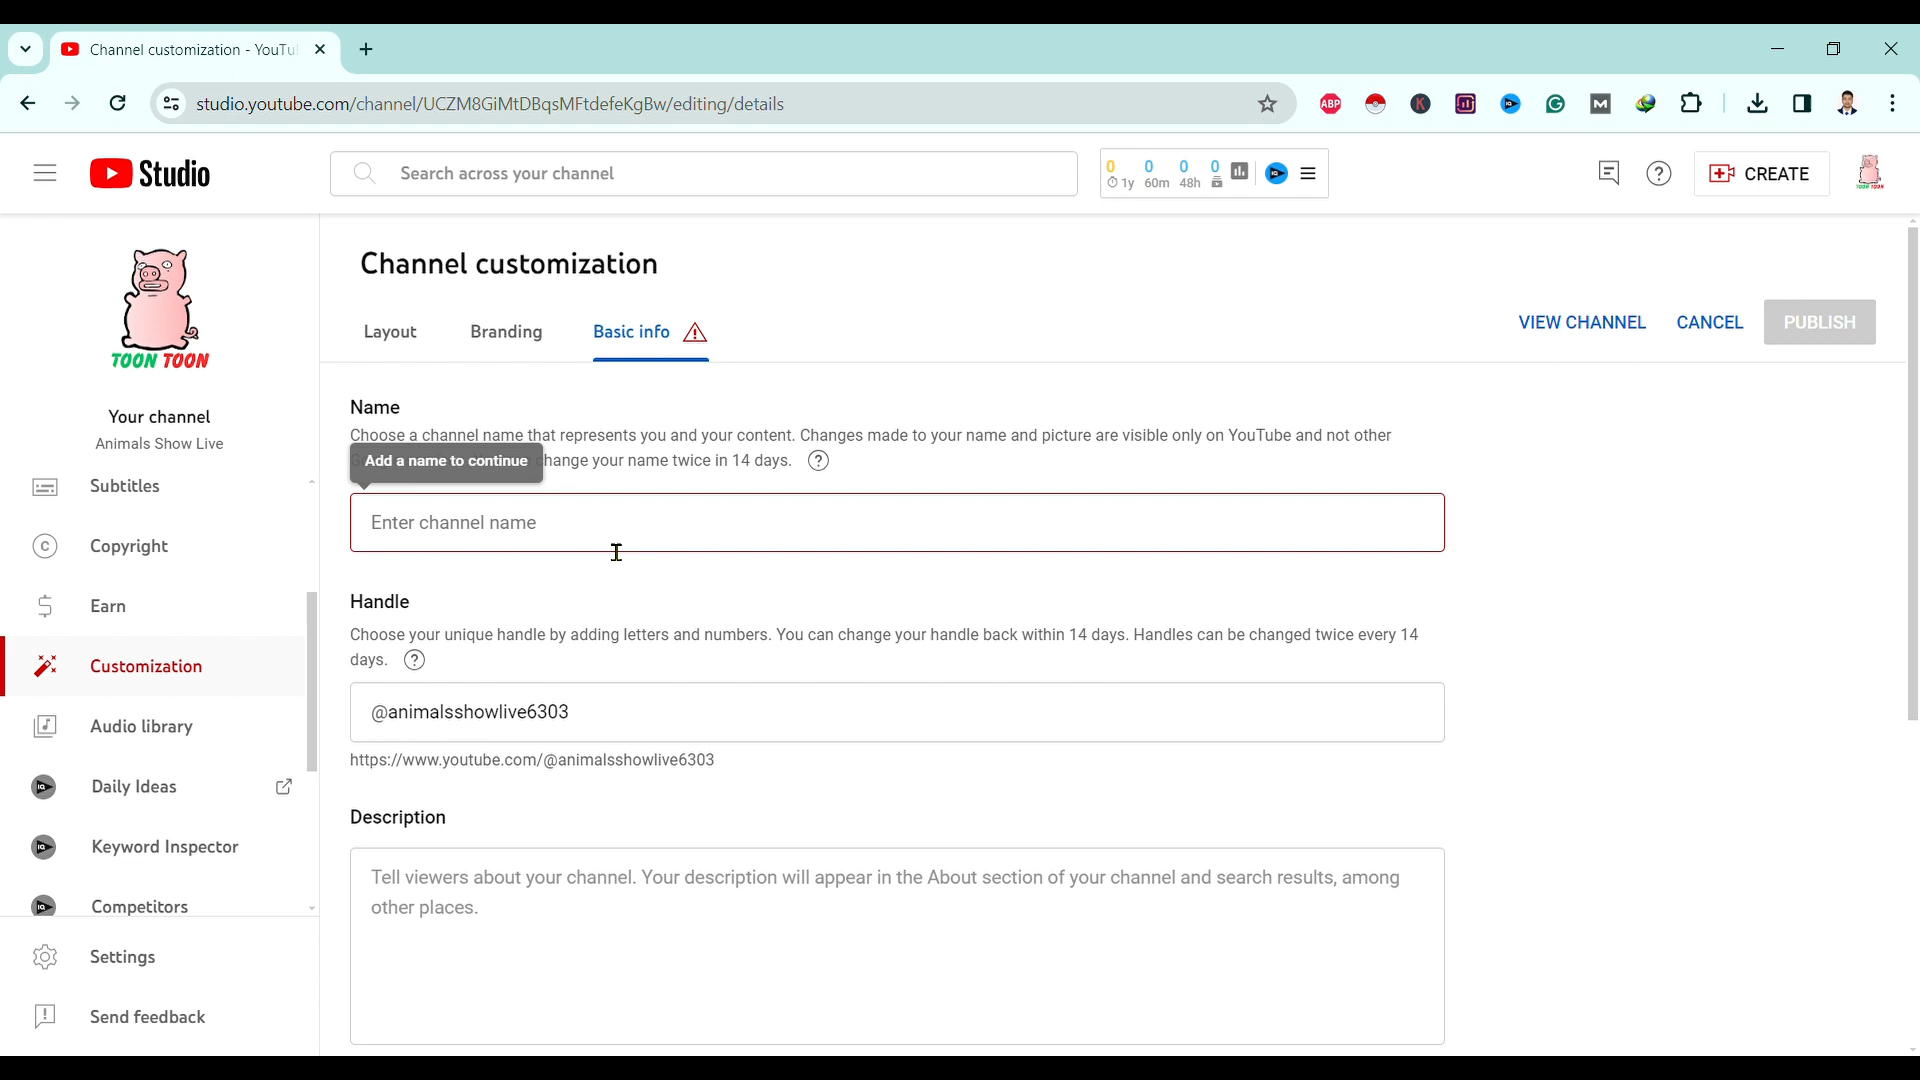 Channel customization - YouTu
studio.youtube.com/channel/UCZM8GiMtDBqsMFtdefeKgBw/editing/details
ABP
K
G
M
Studio
Search across your channel
0 0 0 0
1y 60m 48h
IQ
CREATE
TOON TOON
TOON TOON
Your channel
Animals Show Live
Subtitles
Copyright
Earn
Customization
Audio library
Daily Ideas
Keyword Inspector
Competitors
Settings
Send feedback
Channel customization
Layout Branding Basic info
VIEW CHANNEL CANCEL PUBLISH
Name
Choose a channel name that represents you and your content. Changes made to your name and picture are visible only on YouTube and not other
Add a name to continue
change your name twice in 14 days.
Enter channel name
Handle
Choose your unique handle by adding letters and numbers. You can change your handle back within 14 days. Handles can be changed twice every 14
days.
@animalsshowlive6303
https://www.youtube.com/@animalsshowlive6303
Description
Tell viewers about your channel. Your description will appear in the About section of your channel and search results, among
other places.